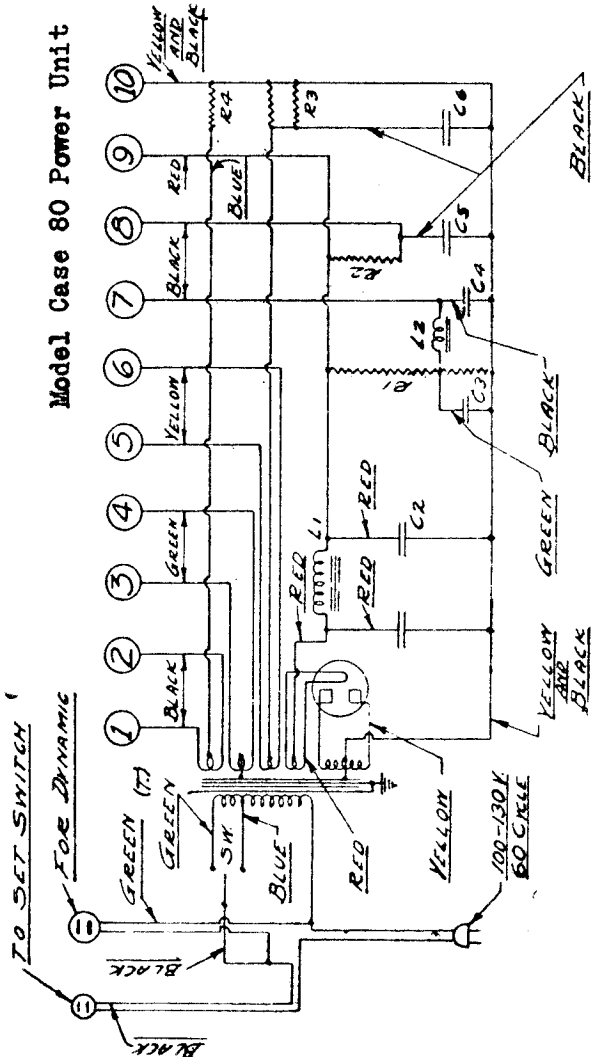 Model Case 80 Power Unit
TO SET SWITCH
FOR DYNAMIC
1
2
3
4
5
6
7
8
9
10
BLACK
GREEN
YELLOW
BLACK
RED
YELLOW
AND
BLACK
GREEN
GREEN (T.)
BLACK
BLACK
SW.
BLUE
R4
(BLUE)
R3
RED
L1
RED
RED
C2
R1
R2
L2
C3
C4
C5
C6
RED
YELLOW
100-130 V.
60 CYCLE
YELLOW
AND
BLACK
GREEN
BLACK
BLACK